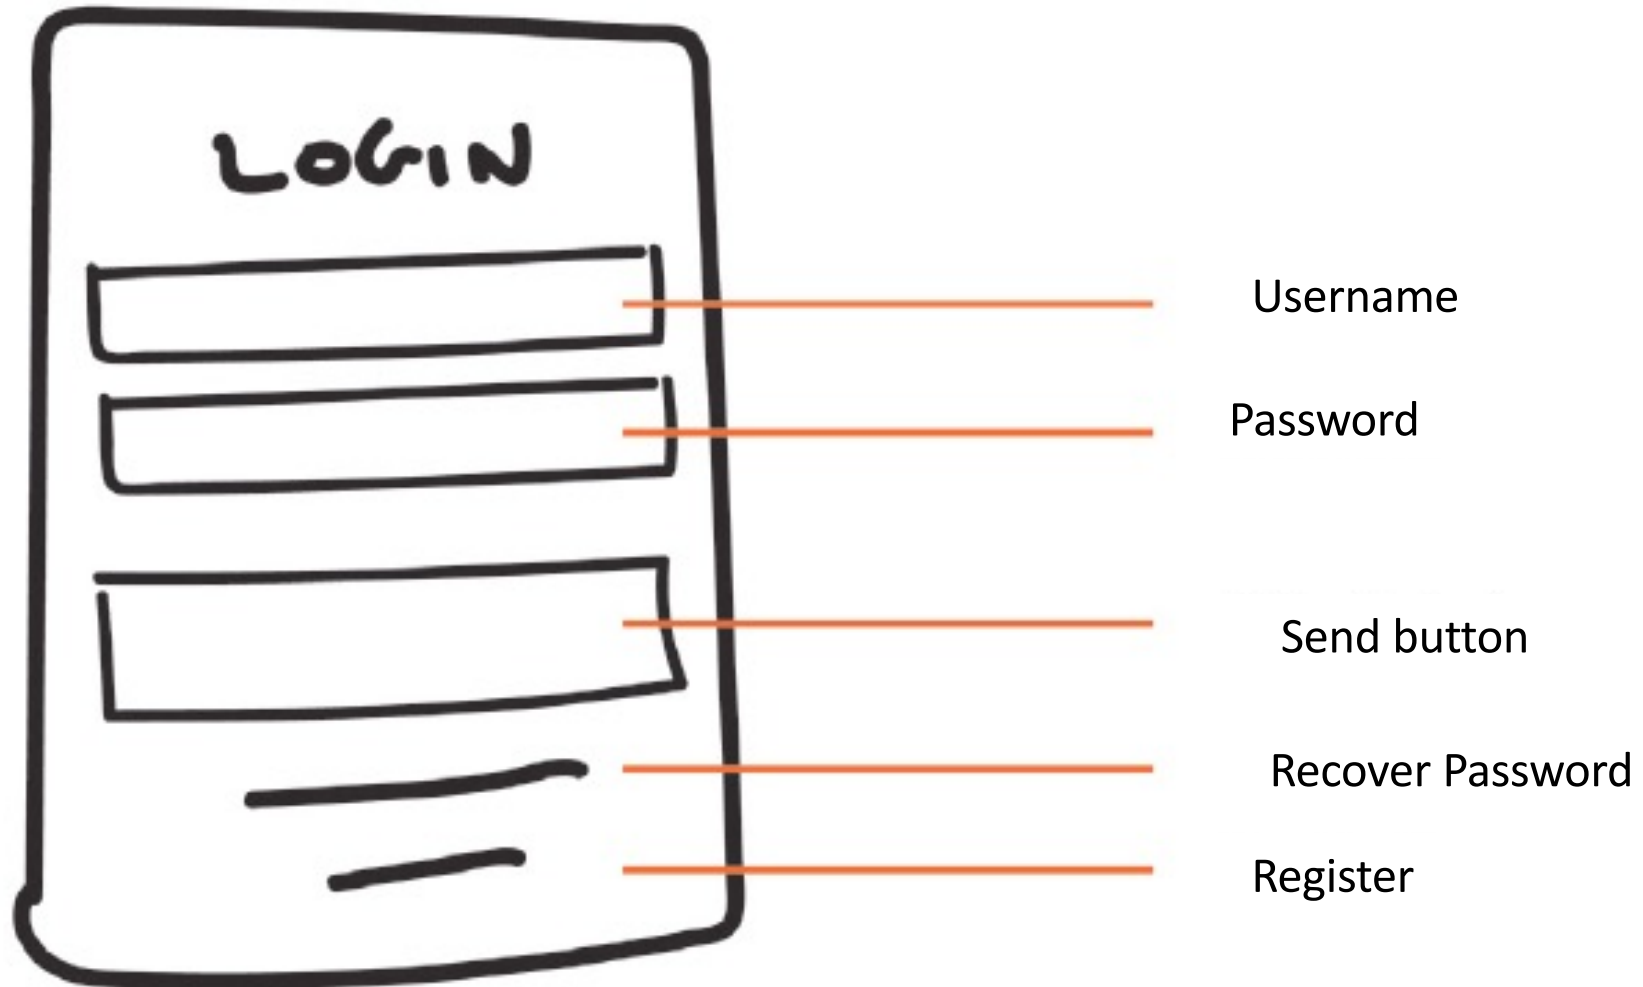 LOGIN
Username
Password
Send button
Recover Password
Register